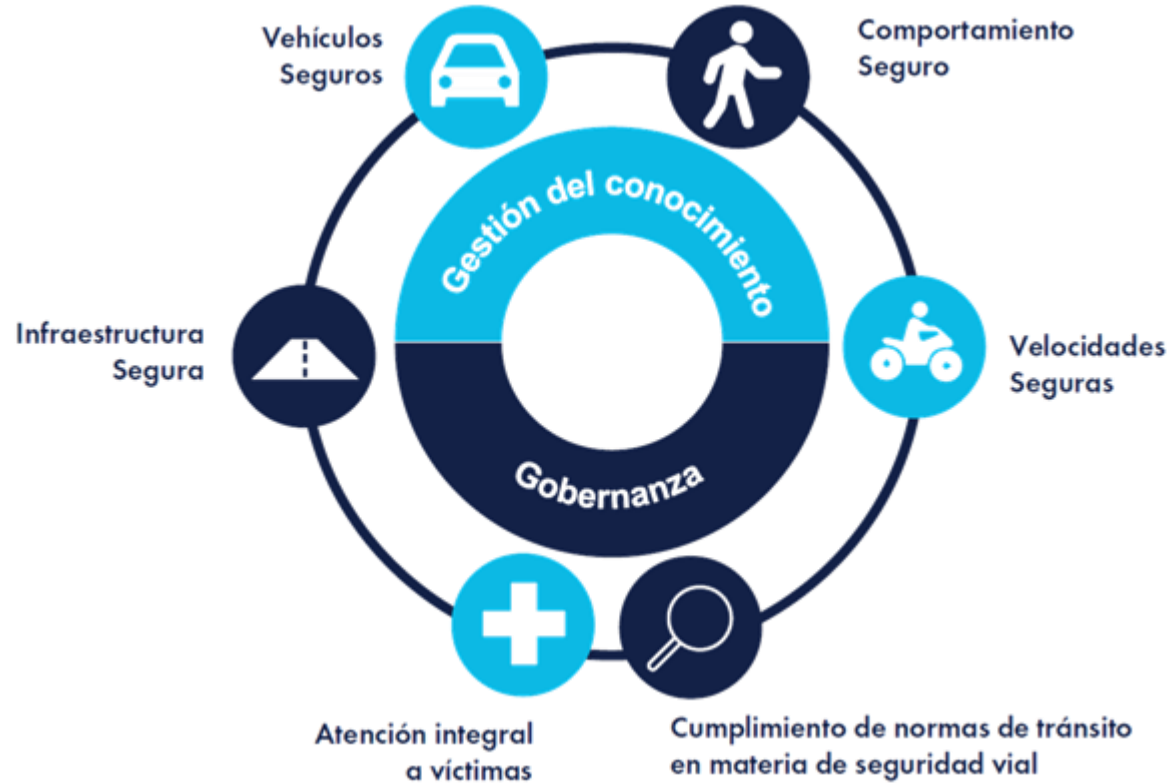 Vehículos
Seguros
Comportamiento
Seguro
Gestión del conocimiento
Infraestructura
Segura
Velocidades
Seguras
Gobernanza
Atención integral
a víctimas
Cumplimiento de normas de tránsito
en materia de seguridad vial